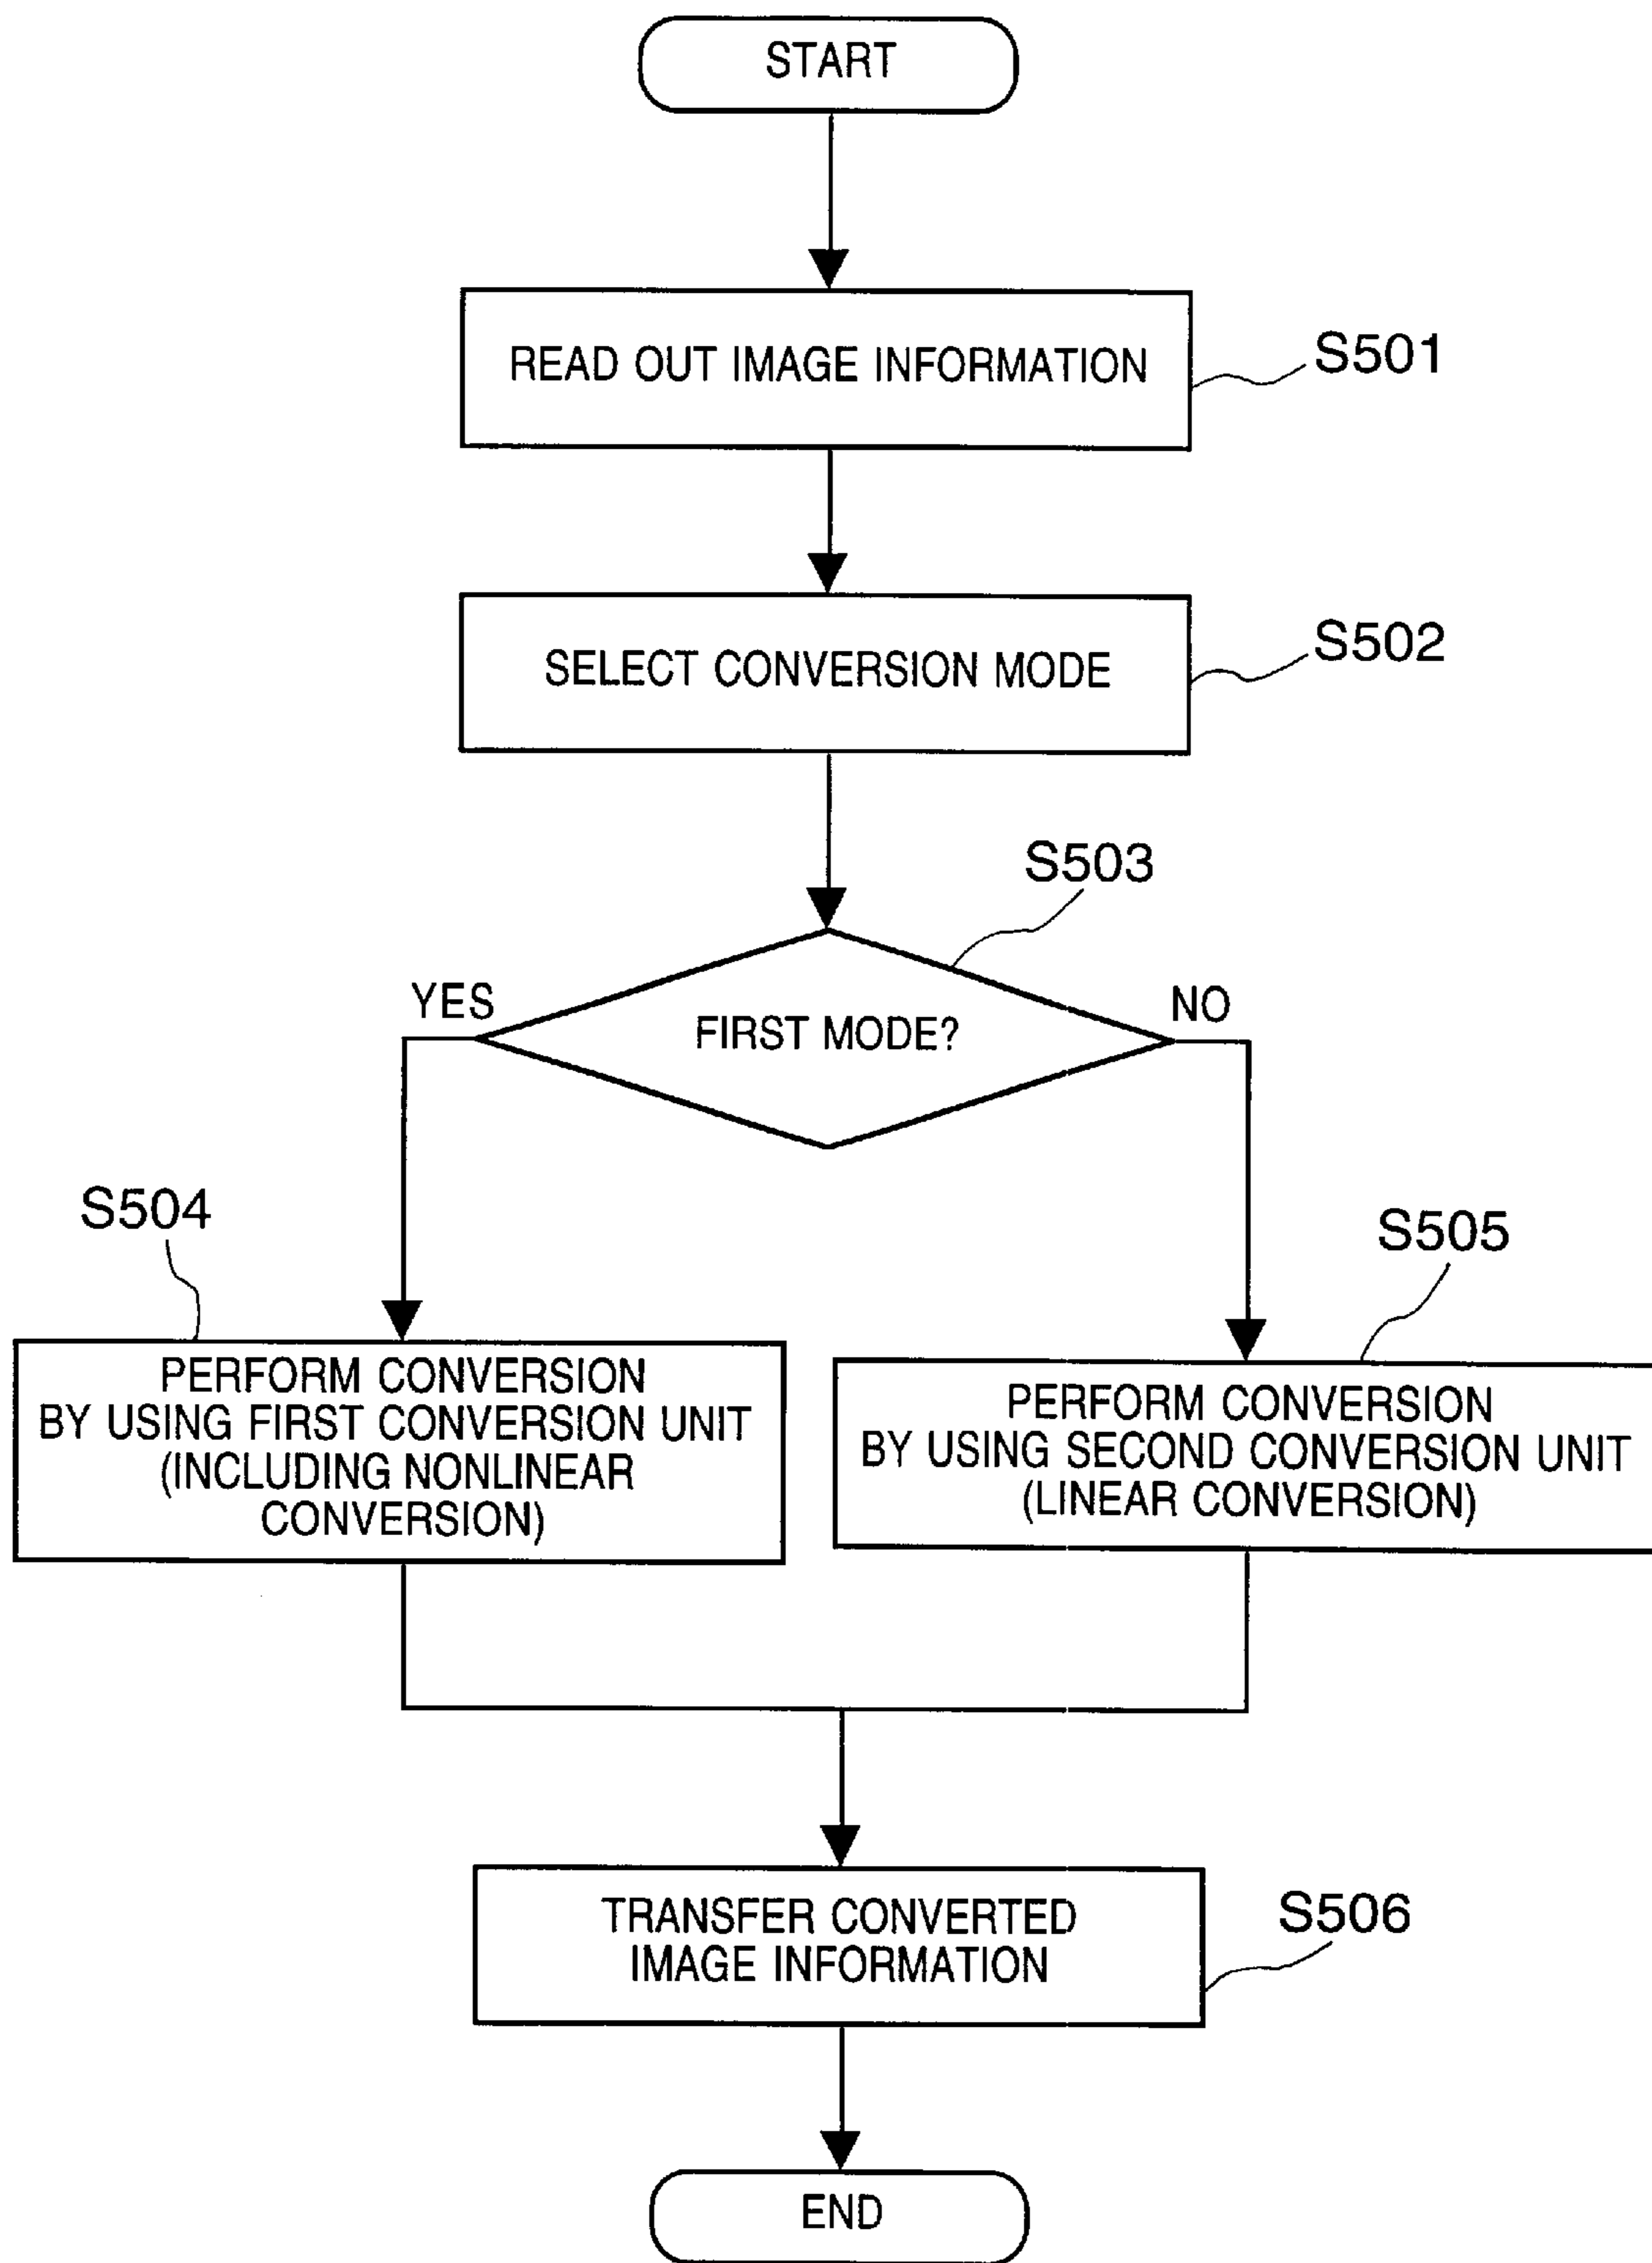 START
READ OUT IMAGE INFORMATION
S501
SELECT CONVERSION MODE
S502
S503
YES
FIRST MODE?
NO
S504
PERFORM CONVERSION
BY USING FIRST CONVERSION UNIT
(INCLUDING NONLINEAR
CONVERSION)
S505
PERFORM CONVERSION
BY USING SECOND CONVERSION UNIT
(LINEAR CONVERSION)
TRANSFER CONVERTED
IMAGE INFORMATION
S506
END